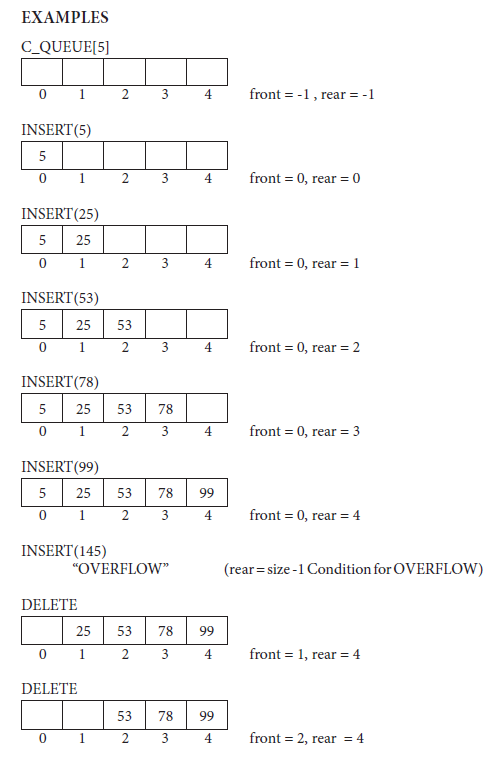 EXAMPLES
C_QUEUE[5]
0 1 2 3 4 front = -1 , rear = -1
INSERT(5)
5
0 1 2 3 4 front = 0, rear = 0
INSERT(25)
5 25
0 1 2 3 4 front = 0, rear = 1
INSERT(53)
5 25 53
0 1 2 3 4 front = 0, rear = 2
INSERT(78)
5 25 53 78
0 1 2 3 4 front = 0, rear = 3
INSERT(99)
5 25 53 78 99
0 1 2 3 4 front = 0, rear = 4
INSERT(145)
“OVERFLOW” (rear = size -1 Condition for OVERFLOW)
DELETE
25 53 78 99
0 1 2 3 4 front = 1, rear = 4
DELETE
53 78 99
0 1 2 3 4 front = 2, rear = 4